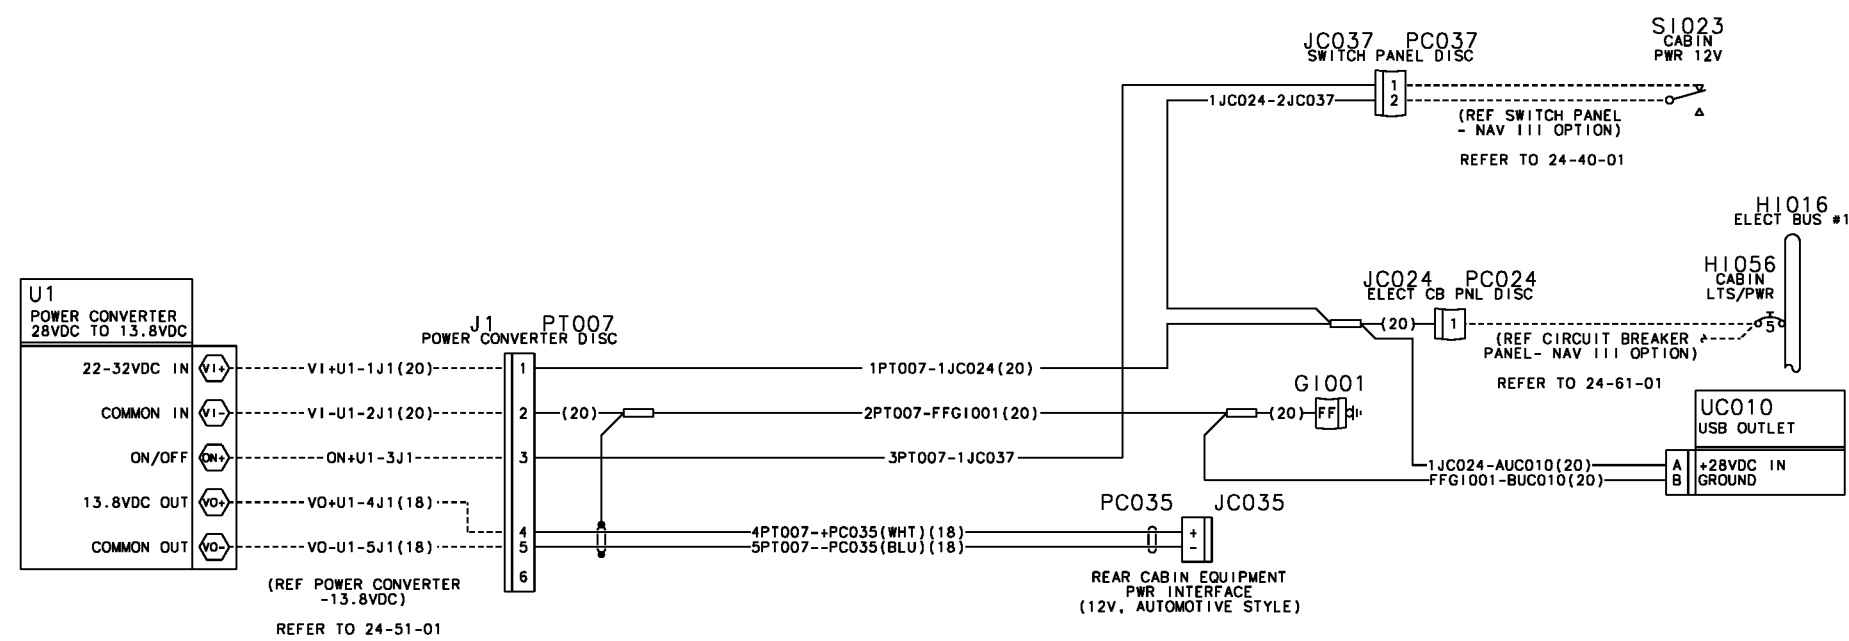 SI023
CABIN
PWR 12V
JC037 PC037
SWITCH PANEL DISC
1
1JC024-2JC037
2
(REF SWITCH PANEL
- NAV III OPTION)
REFER TO 24-40-01
HI016
ELECT BUS #1
HI056
CABIN
LTS/PWR
5
JC024 PC024
ELECT CB PNL DISC
(20)
1
(REF CIRCUIT BREAKER
PANEL- NAV III OPTION)
REFER TO 24-61-01
U1
POWER CONVERTER
28VDC TO 13.8VDC
J1 PT007
POWER CONVERTER DISC
22-32VDC IN
VI+
VI+U1-1J1(20)
1
1PT007-1JC024(20)
COMMON IN
VI-
VI-U1-2J1(20)
2
(20)
2PT007-FFGI001(20)
(20)
GI001
FF
ON/OFF
ON+
ON+U1-3J1
3
3PT007-1JC037
UC010
USB OUTLET
1JC024-AUC010(20)
A
+28VDC IN
FFGI001-BUC010(20)
B
GROUND
13.8VDC OUT
VO+
VO+U1-4J1(18)
4
4PT007-+PC035(WHT)(18)
COMMON OUT
VO-
VO-U1-5J1(18)
5
5PT007--PC035(BLU)(18)
6
PC035 JC035
+
-
REAR CABIN EQUIPMENT
PWR INTERFACE
(12V, AUTOMOTIVE STYLE)
(REF POWER CONVERTER
-13.8VDC)
REFER TO 24-51-01